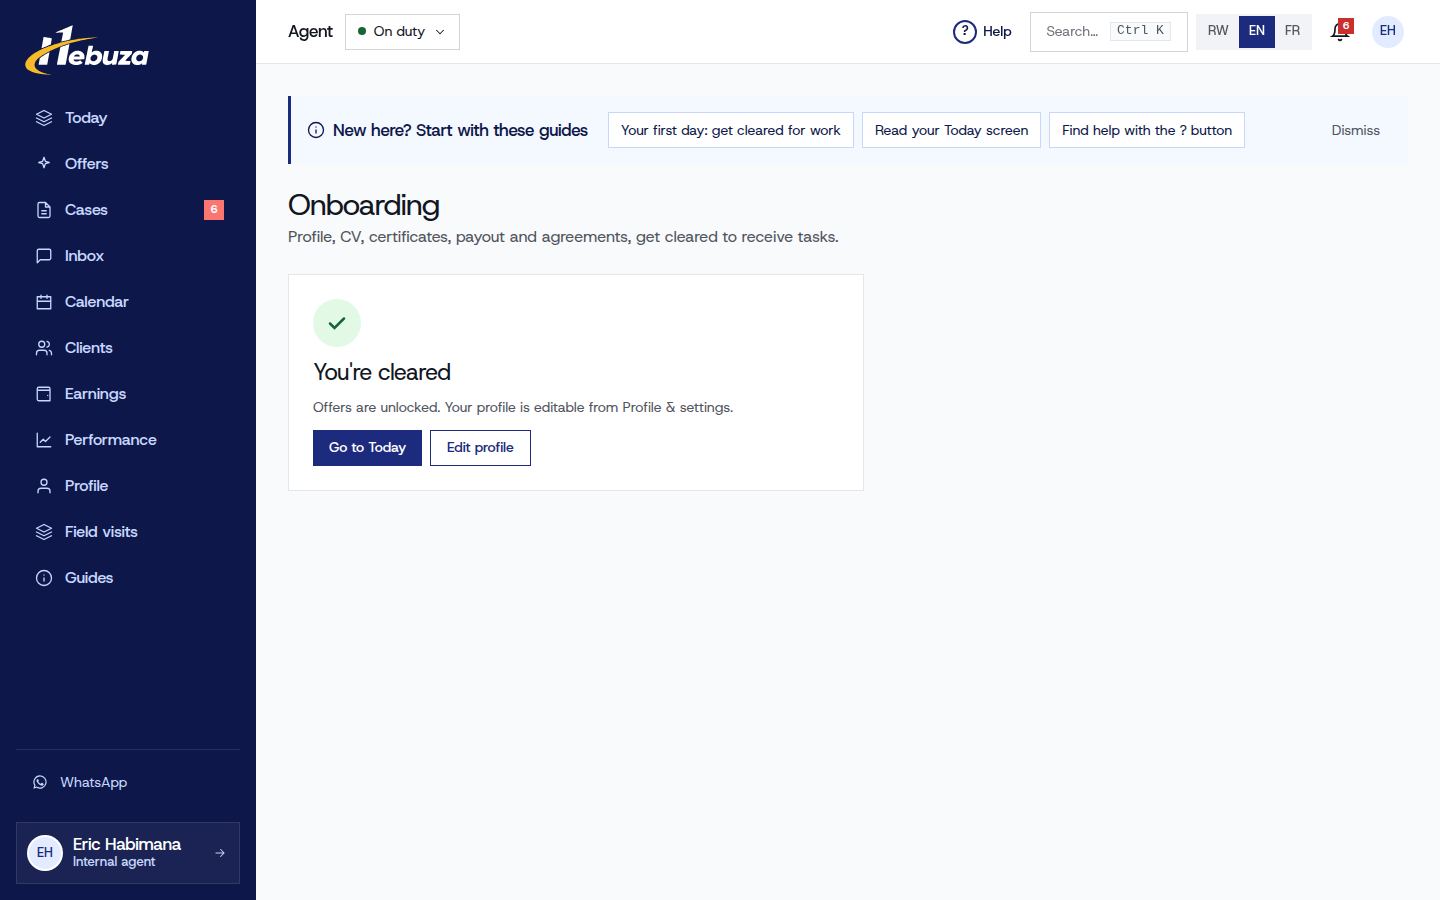 Hebuza
Today
Offers
Cases 6
Inbox
Calendar
Clients
Earnings
Performance
Profile
Field visits
Guides
WhatsApp
EH Eric Habimana
Internal agent
Agent On duty ? Help Search… Ctrl K RW EN FR 6 EH
New here? Start with these guides Your first day: get cleared for work Read your Today screen Find help with the ? button Dismiss
Onboarding
Profile, CV, certificates, payout and agreements, get cleared to receive tasks.
You're cleared
Offers are unlocked. Your profile is editable from Profile & settings.
Go to Today Edit profile